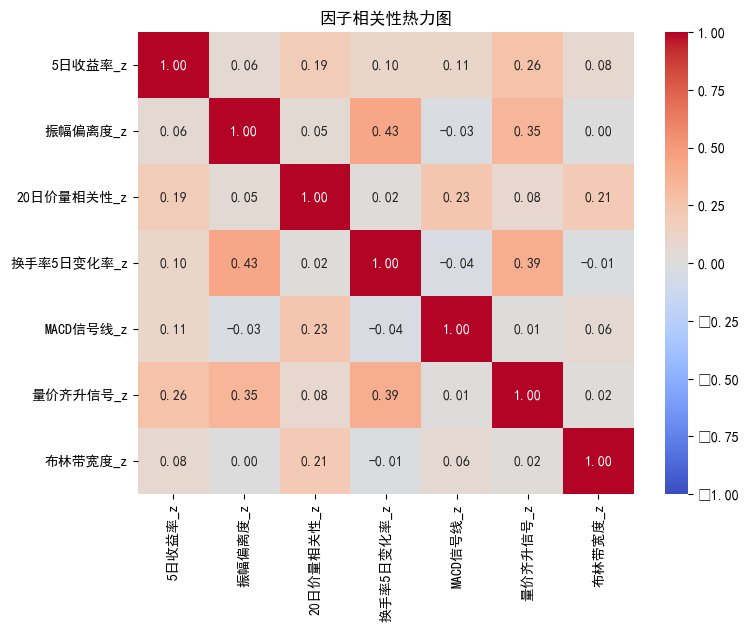 因子相关性热力图
5日收益率_z 1.00 0.06 0.19 0.10 0.11 0.26 0.08
振幅偏离度_z 0.06 1.00 0.05 0.43 -0.03 0.35 0.00
20日价量相关性_z 0.19 0.05 1.00 0.02 0.23 0.08 0.21
换手率5日变化率_z 0.10 0.43 0.02 1.00 -0.04 0.39 -0.01
MACD信号线_z 0.11 -0.03 0.23 -0.04 1.00 0.01 0.06
量价齐升信号_z 0.26 0.35 0.08 0.39 0.01 1.00 0.02
布林带宽度_z 0.08 0.00 0.21 -0.01 0.06 0.02 1.00
5日收益率_z
振幅偏离度_z
20日价量相关性_z
换手率5日变化率_z
MACD信号线_z
量价齐升信号_z
布林带宽度_z
1.00
0.75
0.50
0.25
0.00
□0.25
□0.50
□0.75
□1.00